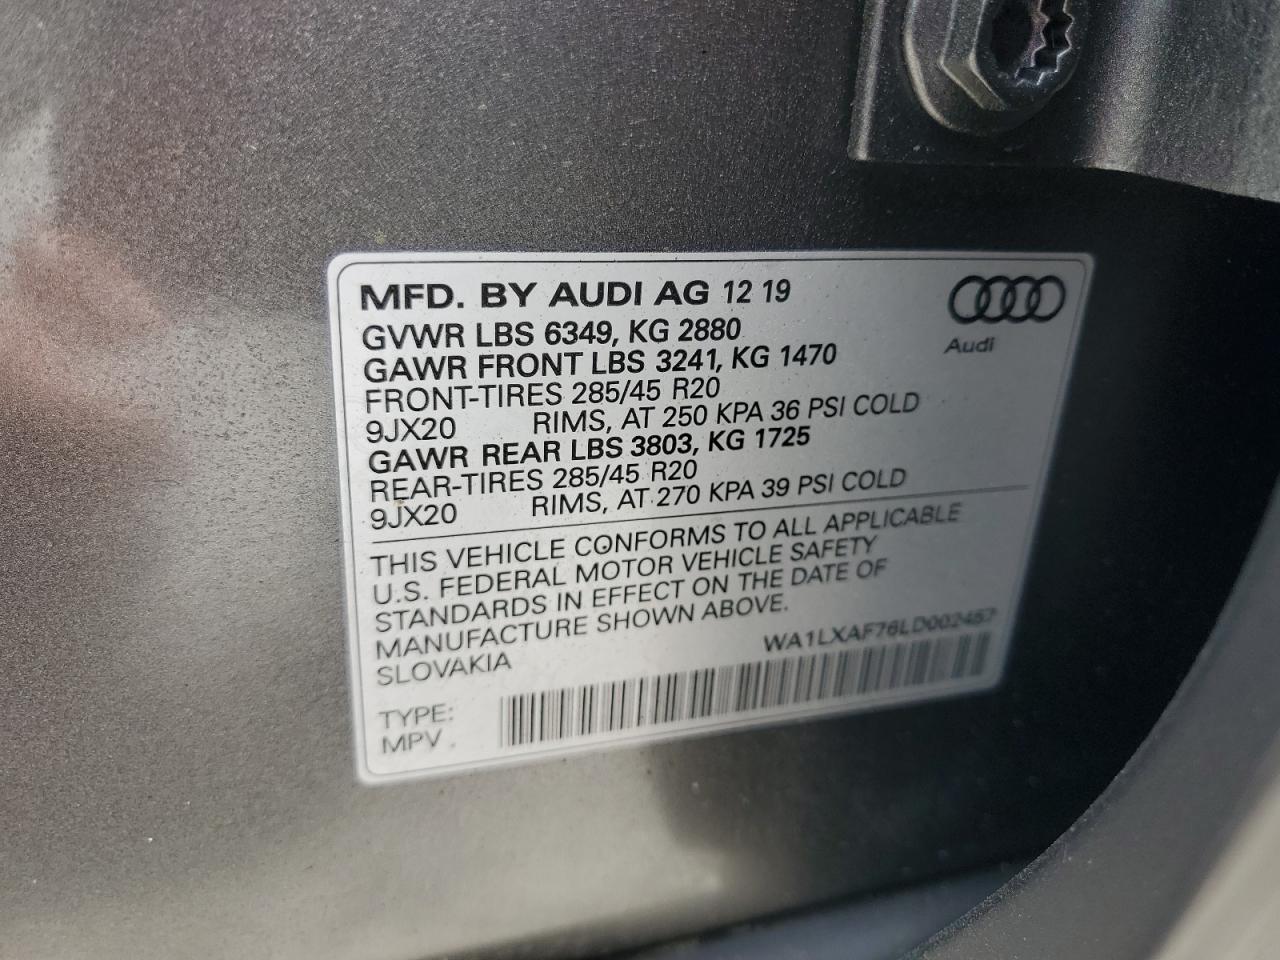 MFD. BY AUDI AG 12 19
Audi
GVWR LBS 6349, KG 2880
GAWR FRONT LBS 3241, KG 1470
FRONT-TIRES 285/45 R20
9JX20 RIMS, AT 250 KPA 36 PSI COLD
GAWR REAR LBS 3803, KG 1725
REAR-TIRES 285/45 R20
9JX20 RIMS, AT 270 KPA 39 PSI COLD
THIS VEHICLE CONFORMS TO ALL APPLICABLE
U.S. FEDERAL MOTOR VEHICLE SAFETY
STANDARDS IN EFFECT ON THE DATE OF
MANUFACTURE SHOWN ABOVE.
SLOVAKIA
WA1LXAF76LD002457
TYPE:
MPV